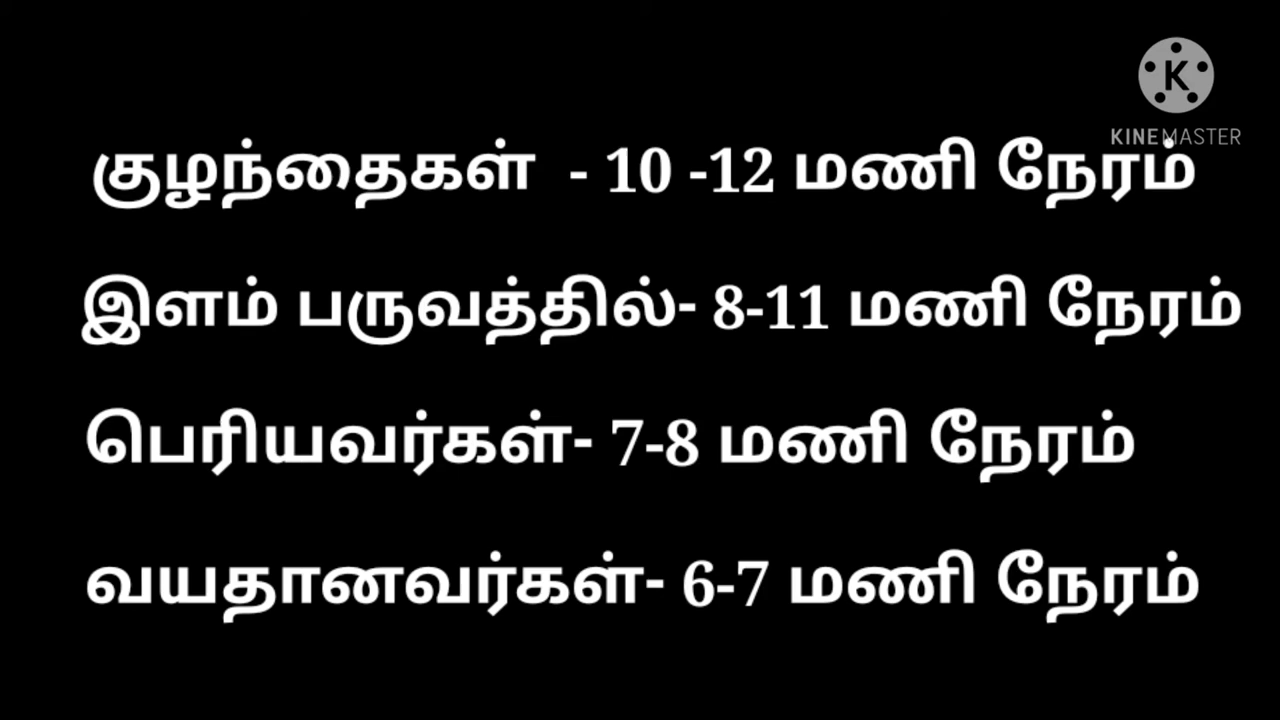 K
KINEMASTER
குழந்தைகள் - 10 -12 மணி நேரம்
இளம் பருவத்தில்- 8-11 மணி நேரம்
பெரியவர்கள்- 7-8 மணி நேரம்
வயதானவர்கள்- 6-7 மணி நேரம்